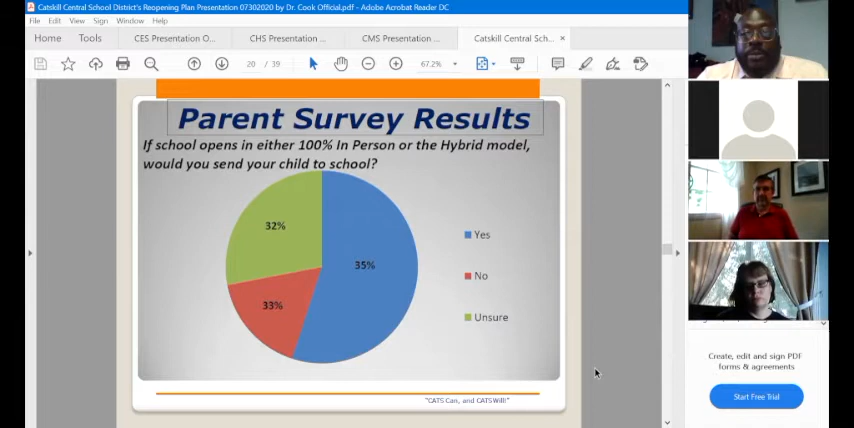 Catskill Central School District's Reopening Plan Presentation 07302020 by Dr. Cook Official.pdf - Adobe Acrobat Reader DC
File Edit View Sign Window Help
Home Tools CES Presentation O... CHS Presentation ... CMS Presentation ... Catskill Central Sch... ×
20 / 39 67.2%
Parent Survey Results
If school opens in either 100% In Person or the Hybrid model,
would you send your child to school?
32%
35%
33%
Yes
No
Unsure
"CATS Can, and CATS Will!"
Create, edit and sign PDF
forms & agreements
Start Free Trial